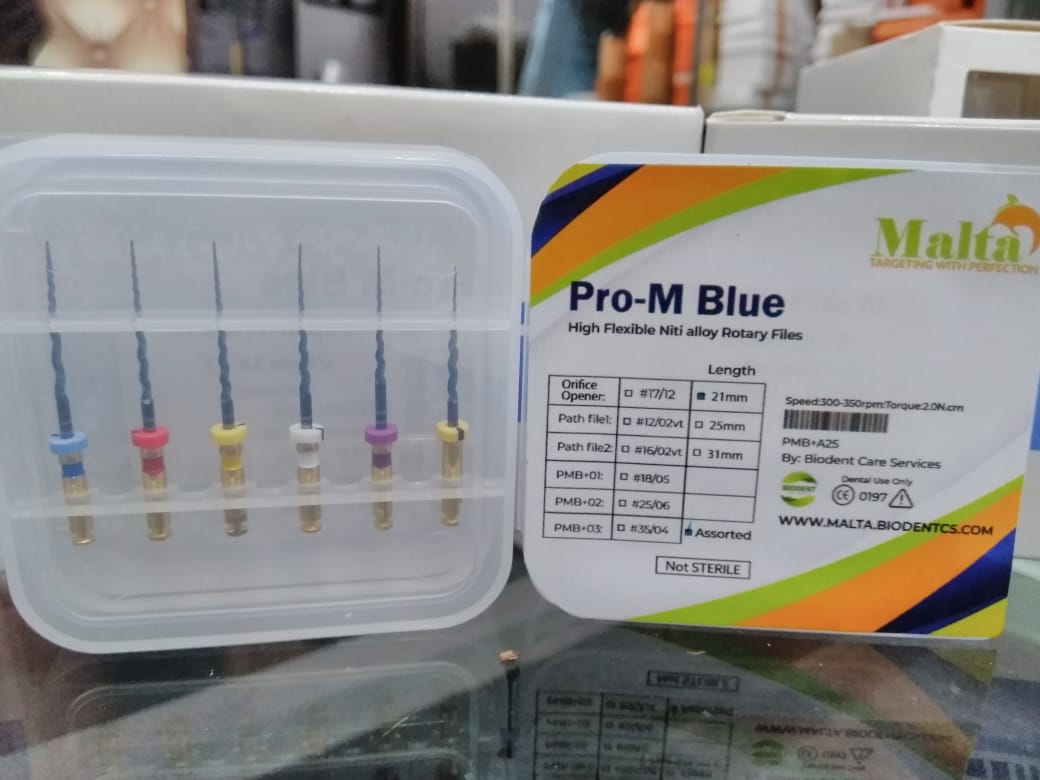 Malta
TARGETING WITH PERFECTION
Pro-M Blue
High Flexible Niti alloy Rotary Files
Length
Orifice Opener: #17/12 21mm
Path file1: #12/02vt 25mm
Path file2: #16/02vt 31mm
PMB+01: #18/05
PMB+02: #25/06
PMB+03: #35/04 Assorted
Not STERILE
Speed:300-350rpm:Torque:2.0N.cm
PMB+A25
By: Biodent Care Services
BIODENT
Dental Use Only
CE 0197
WWW.MALTA.BIODENTCS.COM